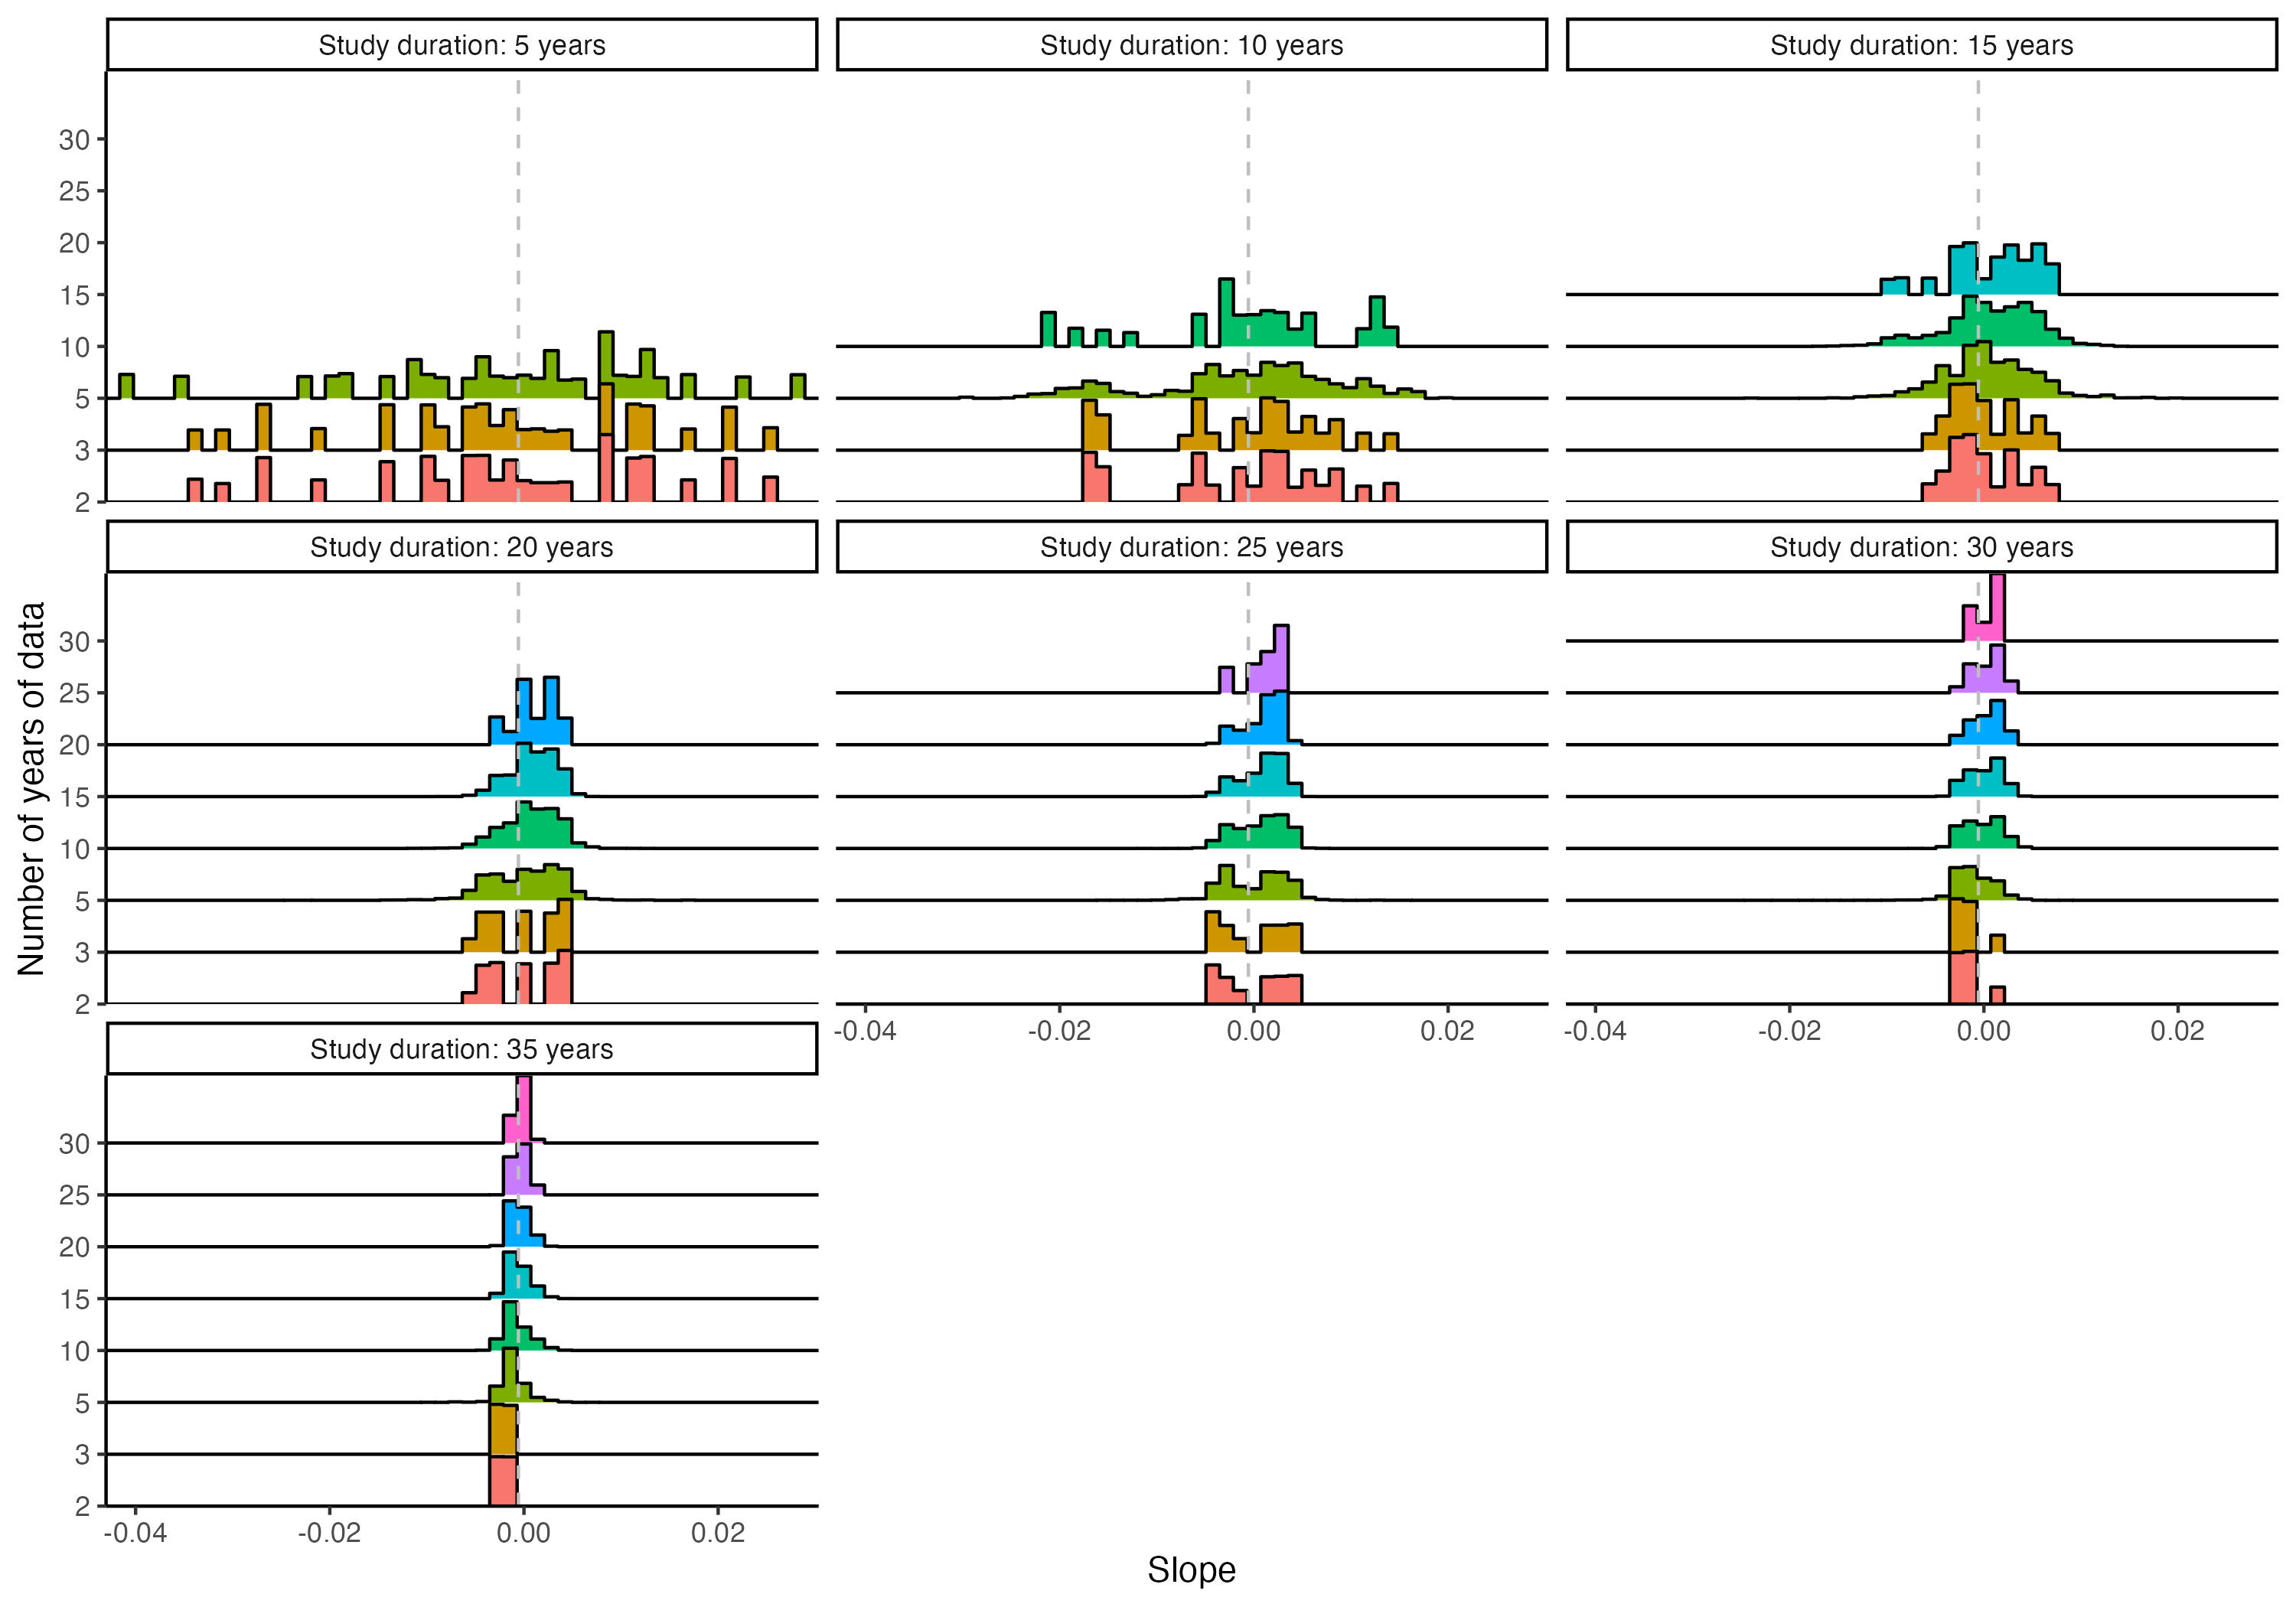 Study duration: 5 years
Study duration: 10 years
Study duration: 15 years
30
25
20
15
10
5
3
2
Study duration: 20 years
Study duration: 25 years
Study duration: 30 years
Number of years of data
30
25
20
15
10
5
3
2
-0.04 -0.02 0.00 0.02
-0.04 -0.02 0.00 0.02
Study duration: 35 years
30
25
20
15
10
5
3
2
-0.04 -0.02 0.00 0.02
Slope